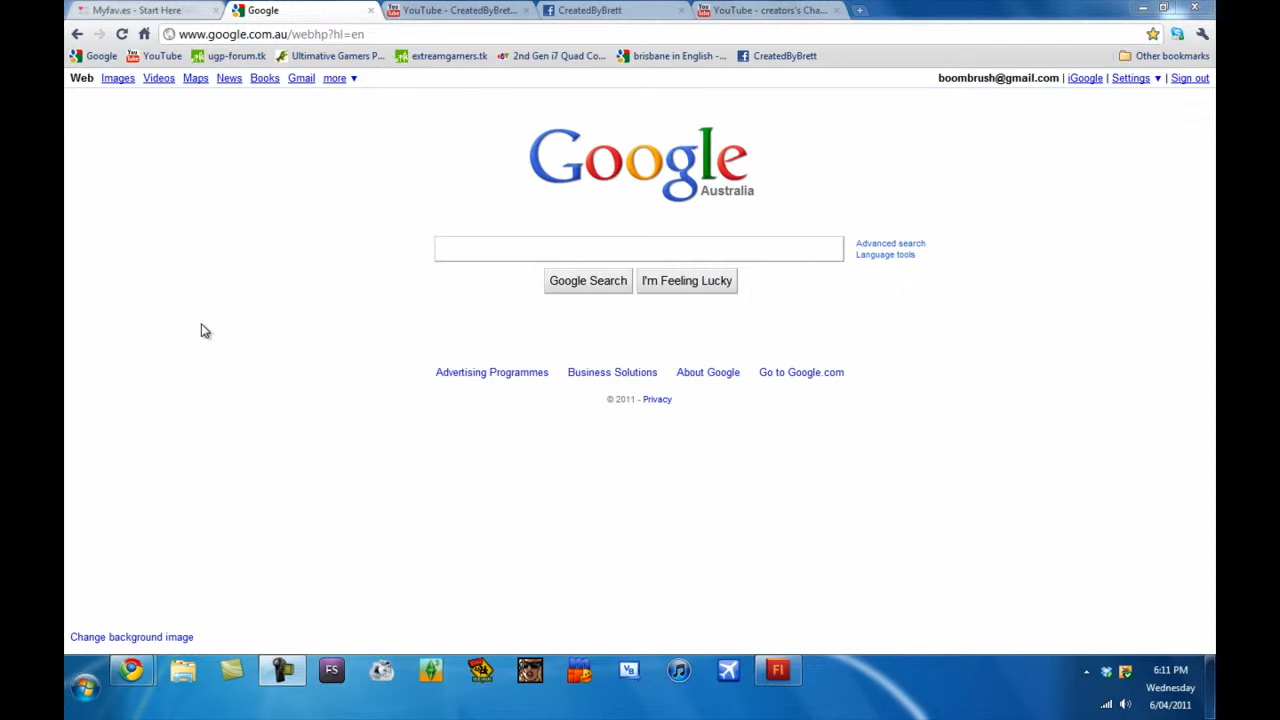 Myfav.es - Start Here
Google
YouTube - CreatedByBret...
CreatedByBrett
YouTube - creators's Cha...
www.google.com.au/webhp?hl=en
Google YouTube ugp-forum.tk Ultimative Gamers P... extreamgamers.tk 2nd Gen i7 Quad Co... brisbane in English -... CreatedByBrett Other bookmarks
Web Images Videos Maps News Books Gmail more ▼ boombrush@gmail.com | iGoogle | Settings ▼ | Sign out
Google
Australia
Advanced search
Language tools
Google Search I'm Feeling Lucky
Advertising Programmes Business Solutions About Google Go to Google.com
© 2011 - Privacy
Change background image
FS
VB
Fl
6:11 PM
Wednesday
6/04/2011